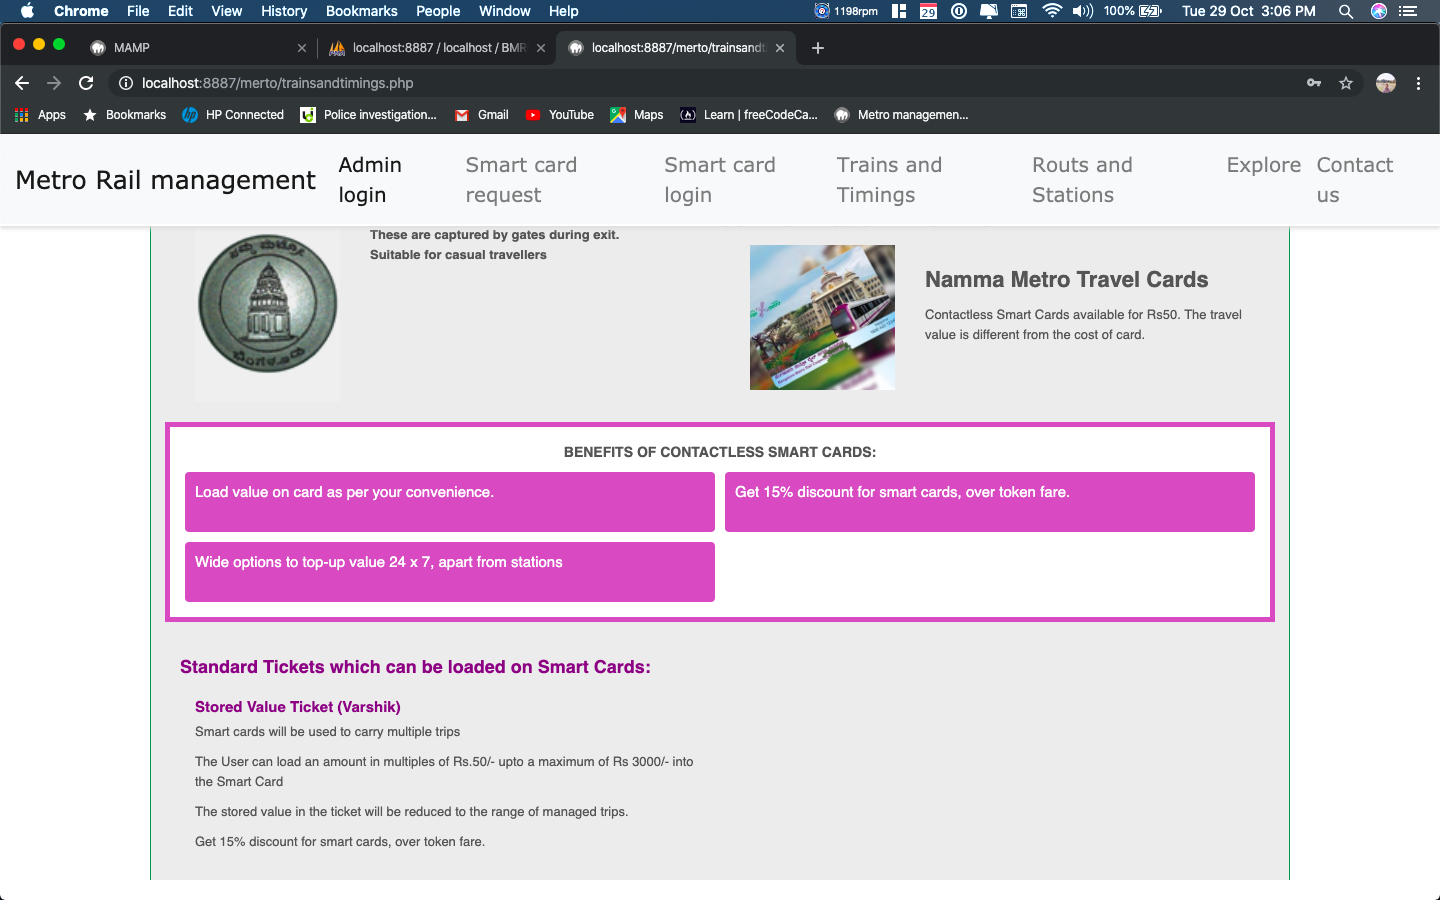 Chrome File Edit View History Bookmarks People Window Help 1198rpm 29 100% Tue 29 Oct 3:06 PM
MAMP localhost:8887 / localhost / BMR localhost:8887/merto/trainsandt
localhost:8887/merto/trainsandtimings.php
Apps Bookmarks HP Connected Police investigation... Gmail YouTube Maps Learn | freeCodeCa... Metro managemen...
Metro Rail management
Admin
login
Smart card
request
Smart card
login
Trains and
Timings
Routs and
Stations
Explore
Contact
us
These are captured by gates during exit.
Suitable for casual travellers
ನಮ್ಮ ಮೆಟ್ರೋ
ಬೆಂಗಳೂರು
Namma Metro Travel Cards
Contactless Smart Cards available for Rs50. The travel
value is different from the cost of card.
BENEFITS OF CONTACTLESS SMART CARDS:
Load value on card as per your convenience.
Get 15% discount for smart cards, over token fare.
Wide options to top-up value 24 x 7, apart from stations
Standard Tickets which can be loaded on Smart Cards:
Stored Value Ticket (Varshik)
Smart cards will be used to carry multiple trips
The User can load an amount in multiples of Rs.50/- upto a maximum of Rs 3000/- into
the Smart Card
The stored value in the ticket will be reduced to the range of managed trips.
Get 15% discount for smart cards, over token fare.